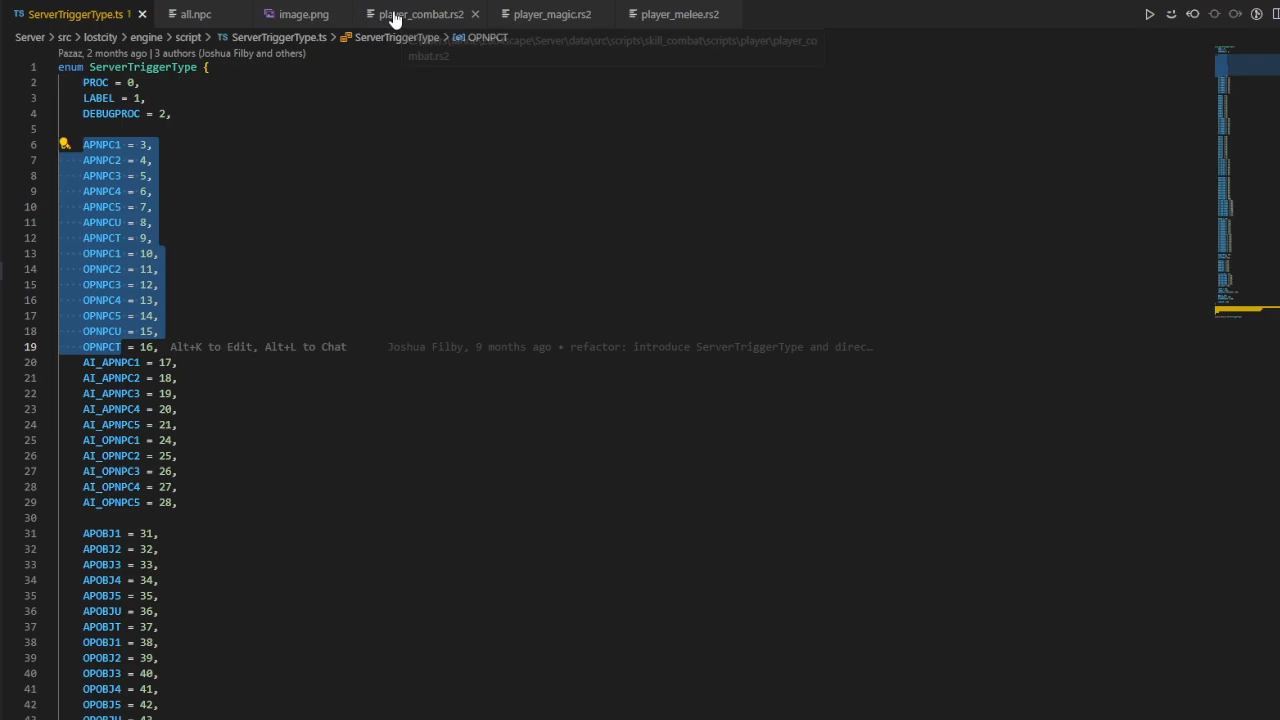 ServerTriggerType.ts 1
all.npc
image.png
player_combat.rs2
player_magic.rs2
player_melee.rs2
Server > src > lostcity > engine > script > ServerTriggerType.ts > ServerTriggerType > OPNPCT
Pazaz, 2 months ago | 3 authors (Joshua Filby and others)
1 enum ServerTriggerType {
2 PROC = 0,
3 LABEL = 1,
4 DEBUGPROC = 2,
5
6 APNPC1 = 3,
7 APNPC2 = 4,
8 APNPC3 = 5,
9 APNPC4 = 6,
10 APNPC5 = 7,
11 APNPCU = 8,
12 APNPCT = 9,
13 OPNPC1 = 10,
14 OPNPC2 = 11,
15 OPNPC3 = 12,
16 OPNPC4 = 13,
17 OPNPC5 = 14,
18 OPNPCU = 15,
19 OPNPCT = 16, Alt+K to Edit, Alt+L to Chat Joshua Filby, 9 months ago • refactor: introduce ServerTriggerType and direc…
20 AI_APNPC1 = 17,
21 AI_APNPC2 = 18,
22 AI_APNPC3 = 19,
23 AI_APNPC4 = 20,
24 AI_APNPC5 = 21,
25 AI_OPNPC1 = 24,
26 AI_OPNPC2 = 25,
27 AI_OPNPC3 = 26,
28 AI_OPNPC4 = 27,
29 AI_OPNPC5 = 28,
30
31 APOBJ1 = 31,
32 APOBJ2 = 32,
33 APOBJ3 = 33,
34 APOBJ4 = 34,
35 APOBJ5 = 35,
36 APOBJU = 36,
37 APOBJT = 37,
38 OPOBJ1 = 38,
39 OPOBJ2 = 39,
40 OPOBJ3 = 40,
41 OPOBJ4 = 41,
42 OPOBJ5 = 42,
43 OPOBJU = 43,